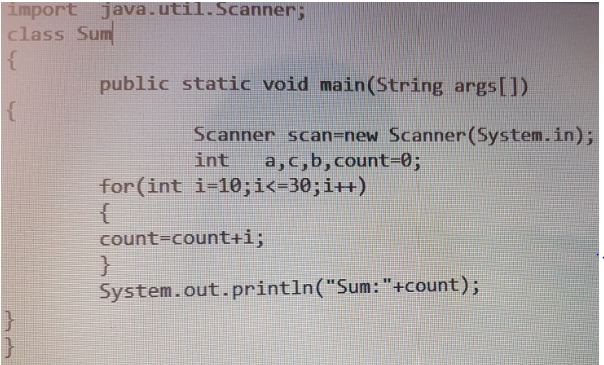 import java.util.Scanner;
class Sum
{
public static void main(String args[])
{
Scanner scan=new Scanner(System.in);
int a,c,b,count=0;
for(int i=10;i<=30;i++)
{
count=count+i;
}
System.out.println("Sum:"+count);
}
}